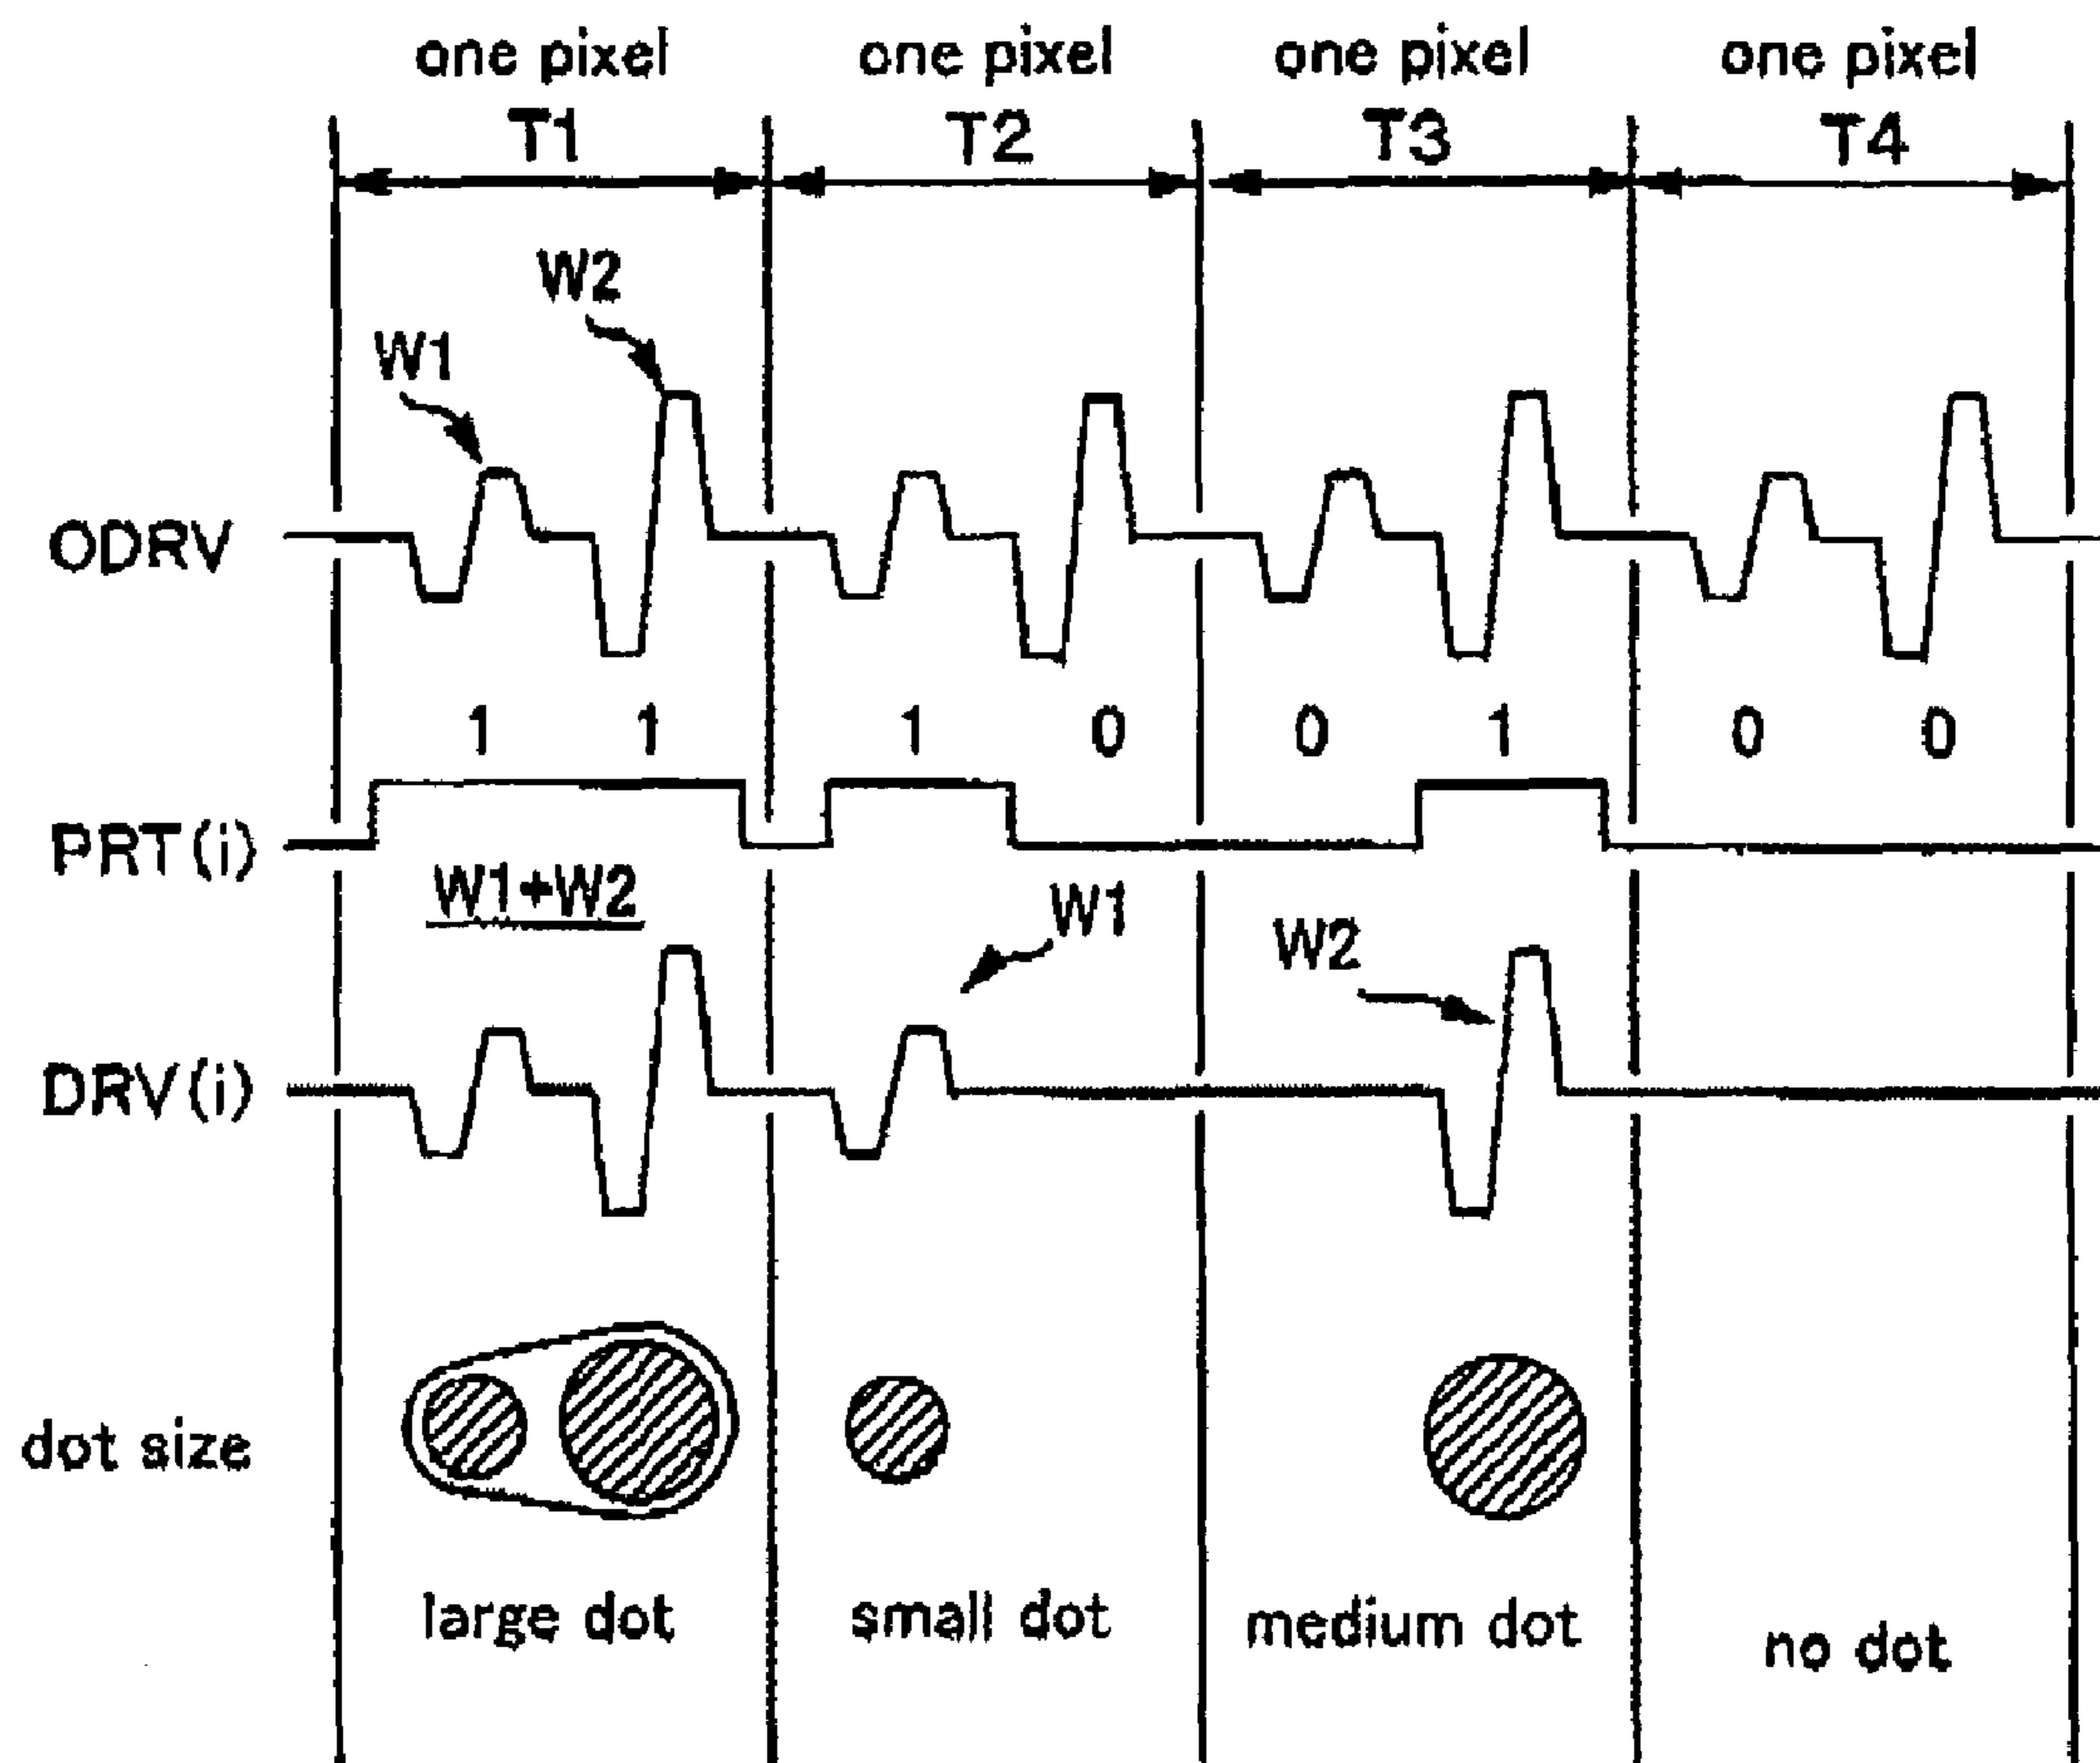 one pixel one pixel one pixel one pixel
T1 T2 T3 T4
W2
W1
ODRV
1 1 1 0 0 1 0 0
PRT(i)
W1+W2 W1
W2
DRV(i)
dot size
large dot small dot medium dot no dot